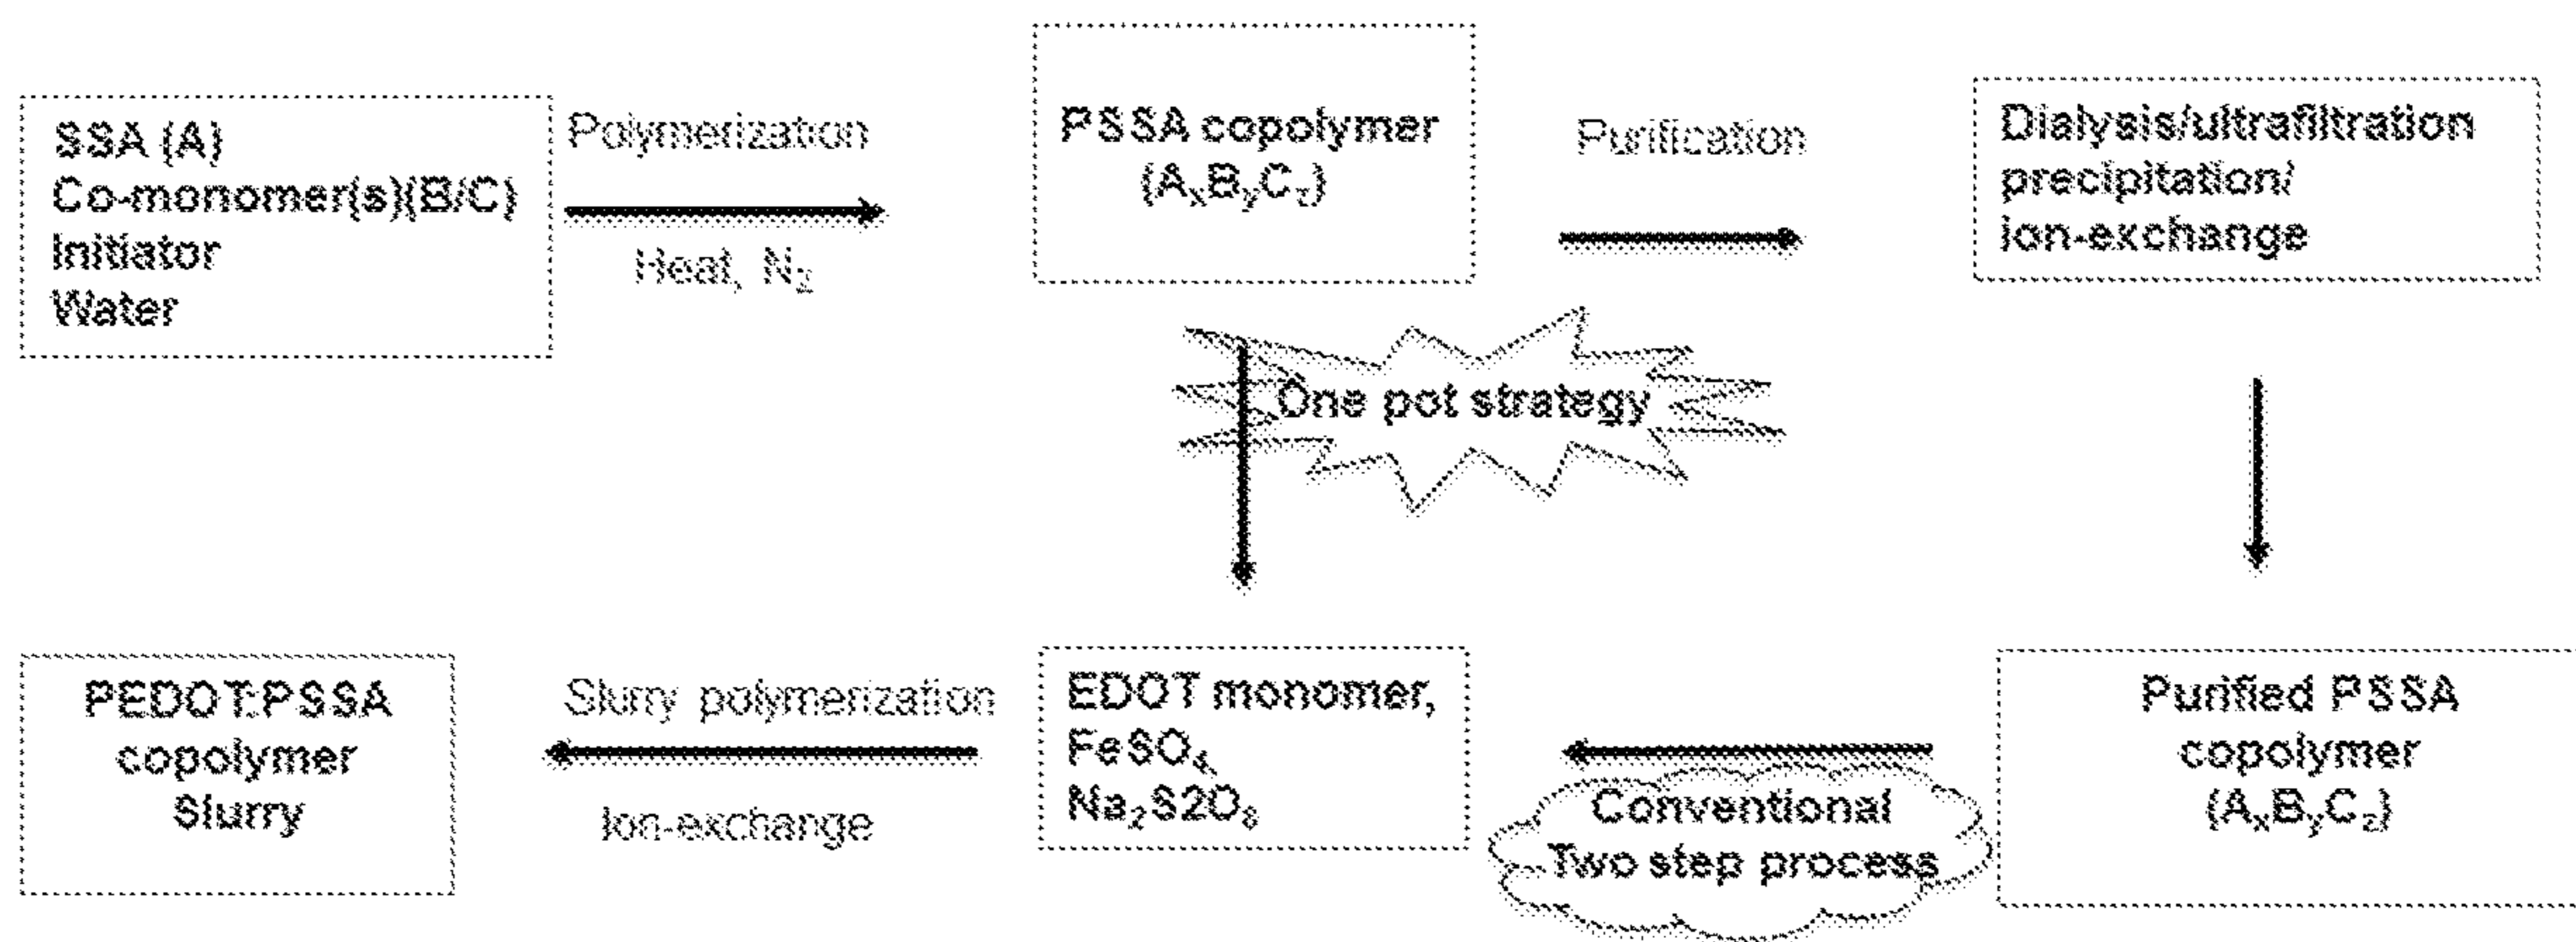 SSA (A)
Co-monomer(s)(B/C)
Initiator
Water
Polymerization
Heat, N₂
PSSA copolymer
(AₓBᵧC𝓏)
Purification
Dialysis/ultrafiltration
precipitation/
ion-exchange
One pot strategy
PEDOT:PSSA
copolymer
Slurry
Slurry polymerization
Ion-exchange
EDOT monomer,
FeSO₄,
Na₂S2O₈
Conventional
Two step process
Purified PSSA
copolymer
(AₓBᵧC𝓏)